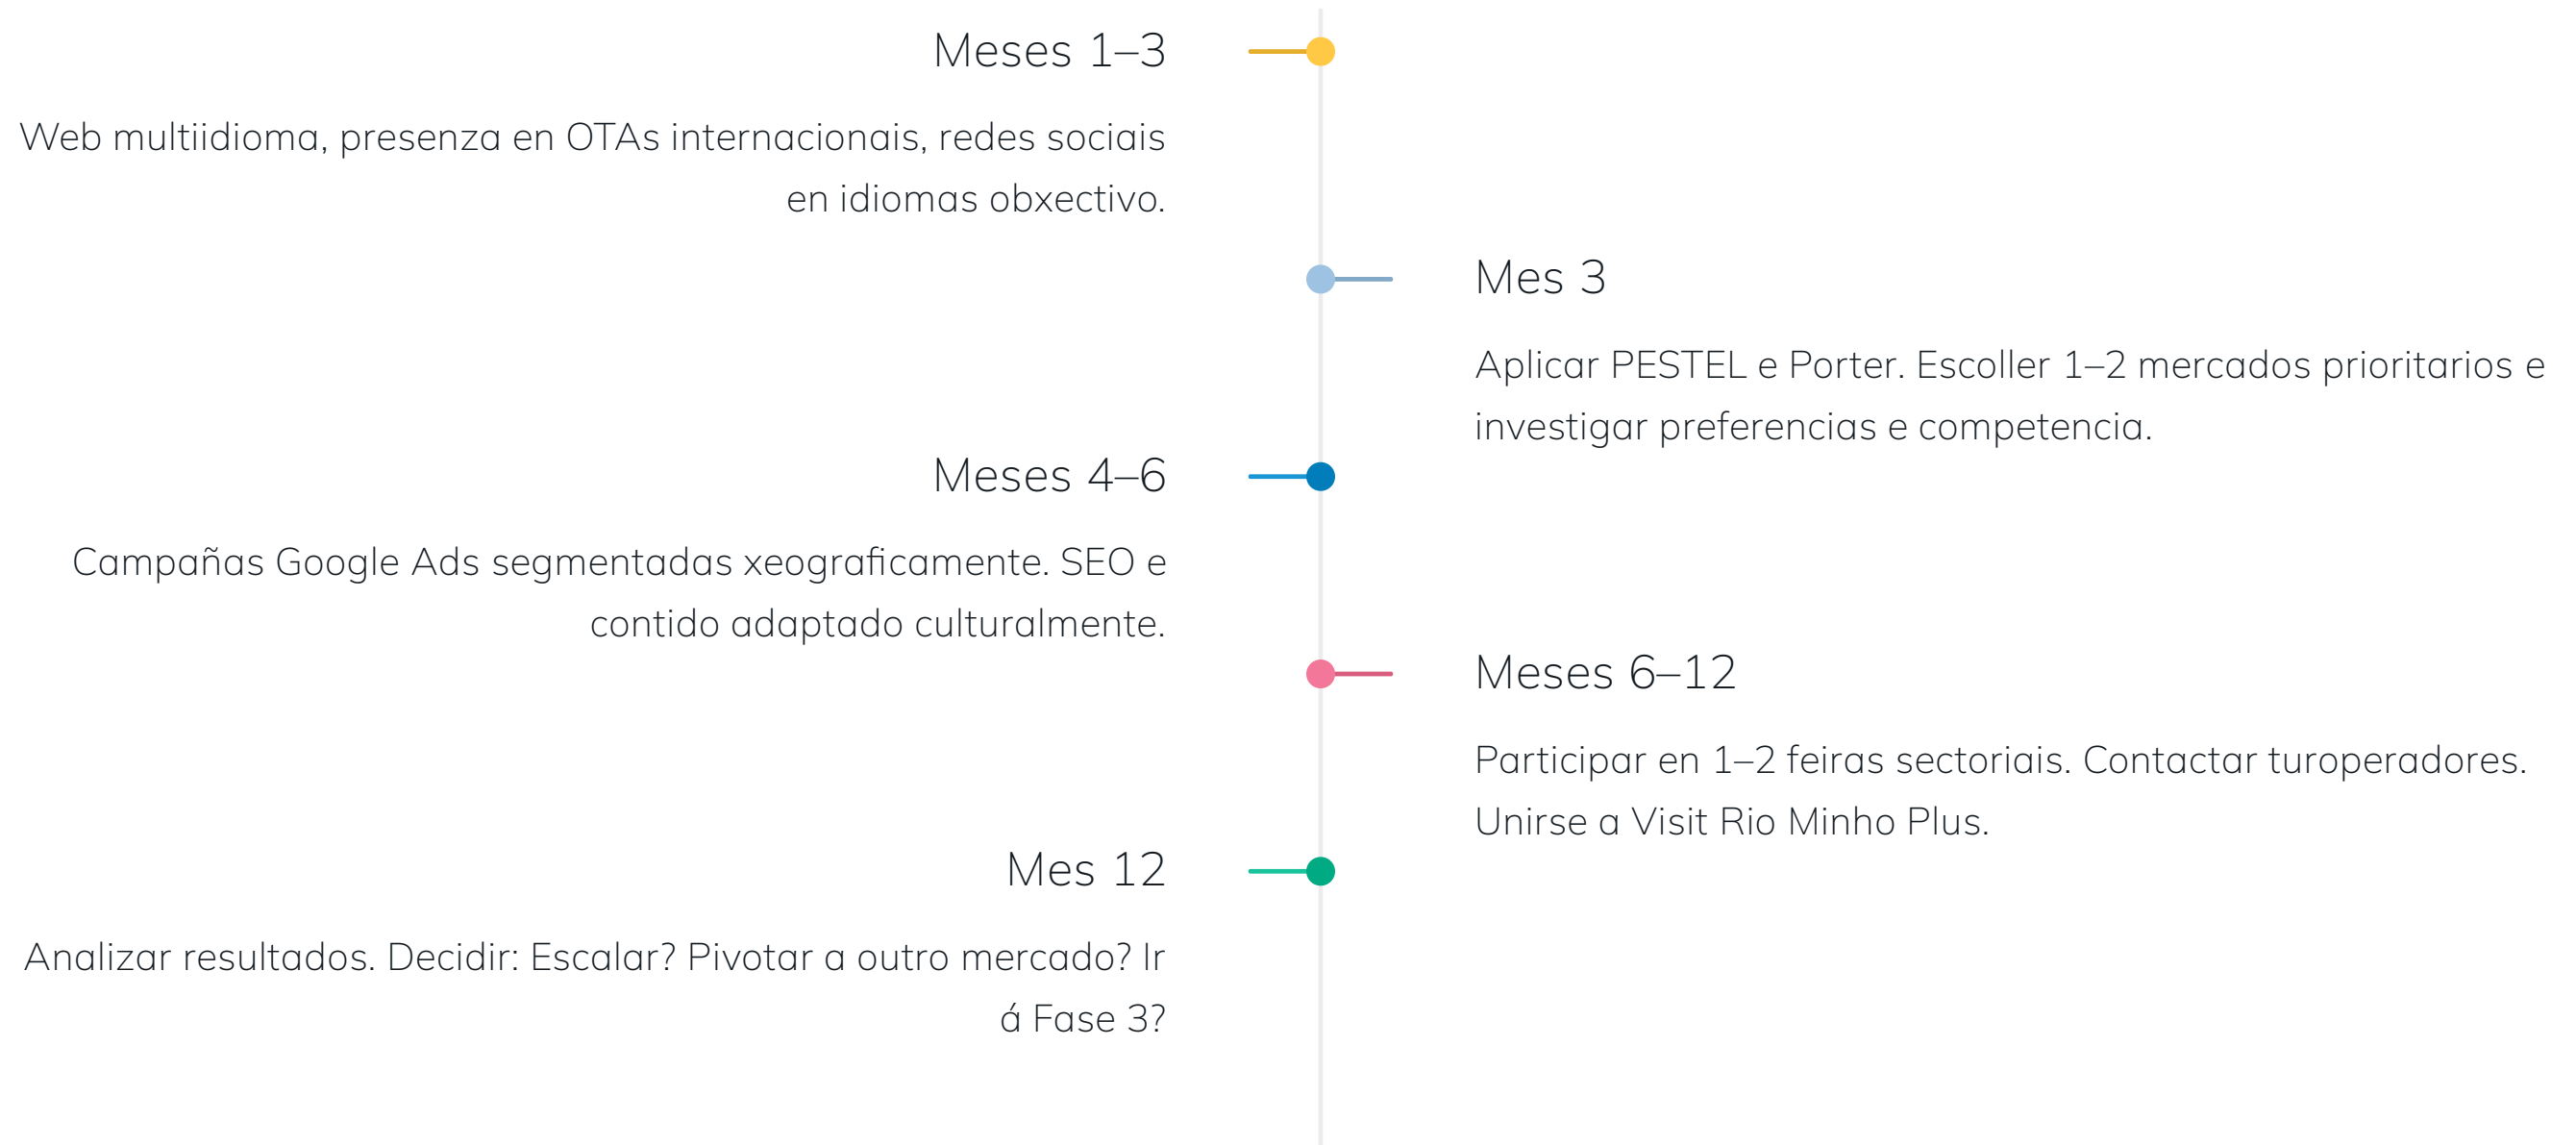 Meses 1–3
Web multiidioma, presenza en OTAs internacionais, redes sociais
en idiomas obxectivo.
Mes 3
Aplicar PESTEL e Porter. Escoller 1–2 mercados prioritarios e
investigar preferencias e competencia.
Meses 4–6
Campañas Google Ads segmentadas xeograficamente. SEO e
contido adaptado culturalmente.
Meses 6–12
Participar en 1–2 feiras sectoriais. Contactar turoperadores.
Unirse a Visit Rio Minho Plus.
Mes 12
Analizar resultados. Decidir: Escalar? Pivotar a outro mercado? Ir
á Fase 3?